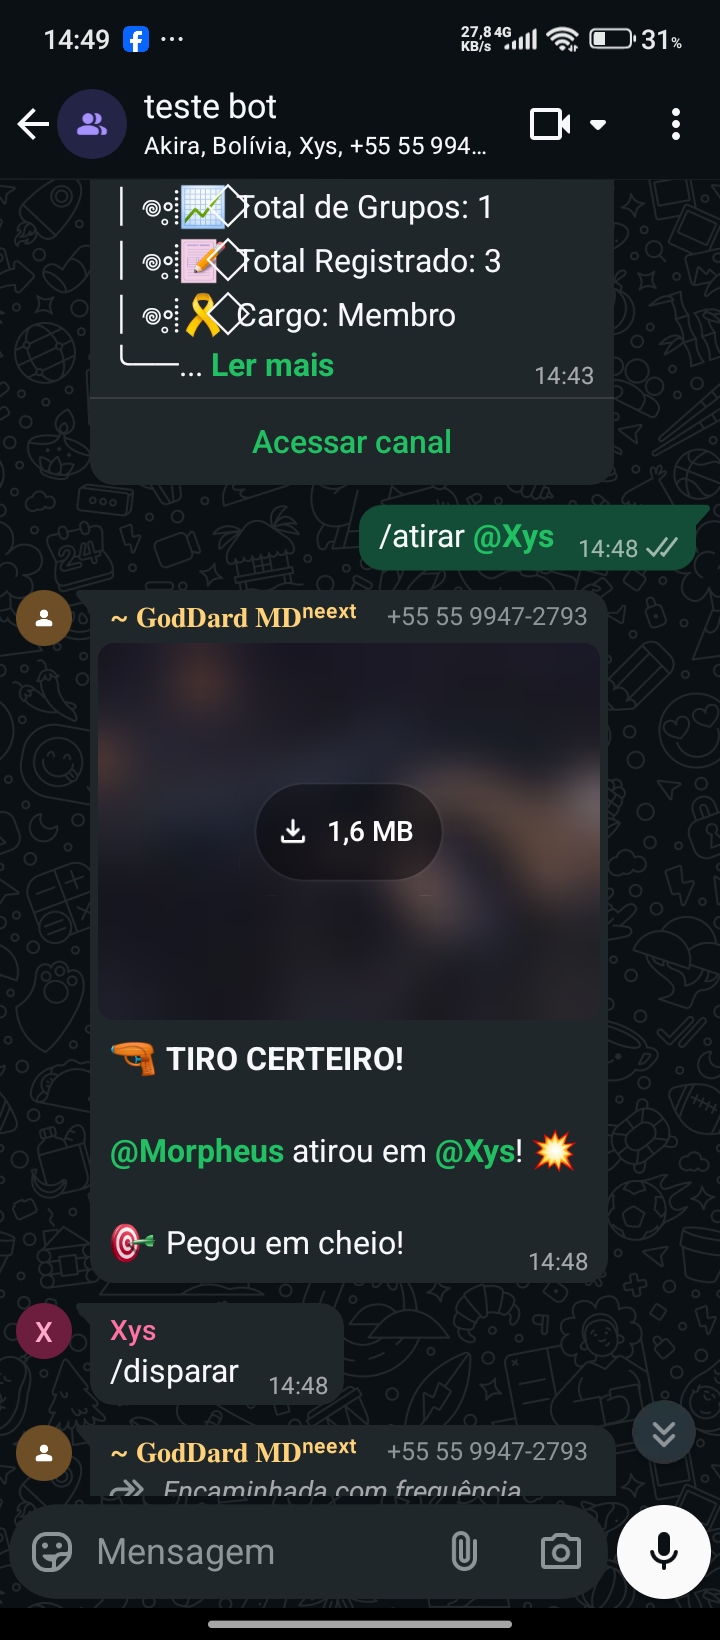 14:49 ...
27,8 4G
KB/s
31%
teste bot
Akira, Bolívia, Xys, +55 55 994...
Total de Grupos: 1
Total Registrado: 3
Cargo: Membro
... Ler mais
14:43
Acessar canal
/atirar @Xys 14:48
~ GodDard MDneext +55 55 9947-2793
1,6 MB
TIRO CERTEIRO!
@Morpheus atirou em @Xys! 💥
Pegou em cheio!
14:48
X
Xys
/disparar 14:48
~ GodDard MDneext +55 55 9947-2793
Encaminhada com frequência
Mensagem